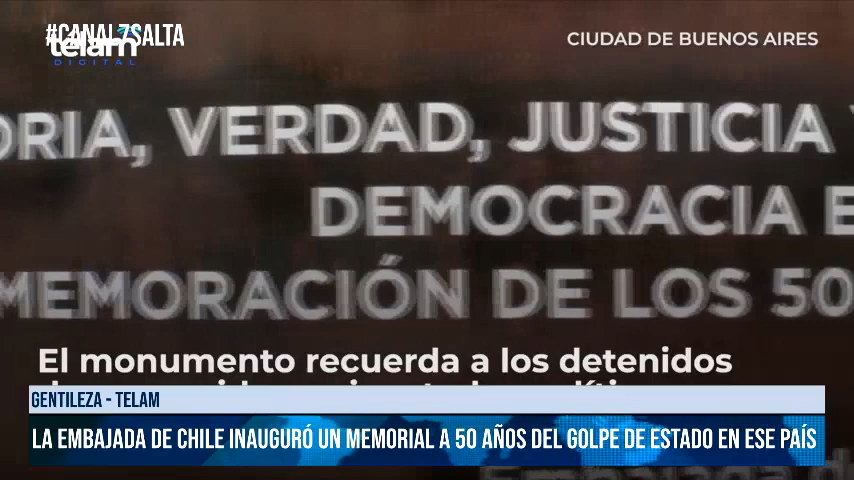 #CANAL7SALTA
telam
DIGITAL
CIUDAD DE BUENOS AIRES
ORIA, VERDAD, JUSTICIA Y
DEMOCRACIA E
MEMORACIÓN DE LOS 50
El monumento recuerda a los detenidos
GENTILEZA - TELAM
LA EMBAJADA DE CHILE INAUGURÓ UN MEMORIAL A 50 AÑOS DEL GOLPE DE ESTADO EN ESE PAÍS